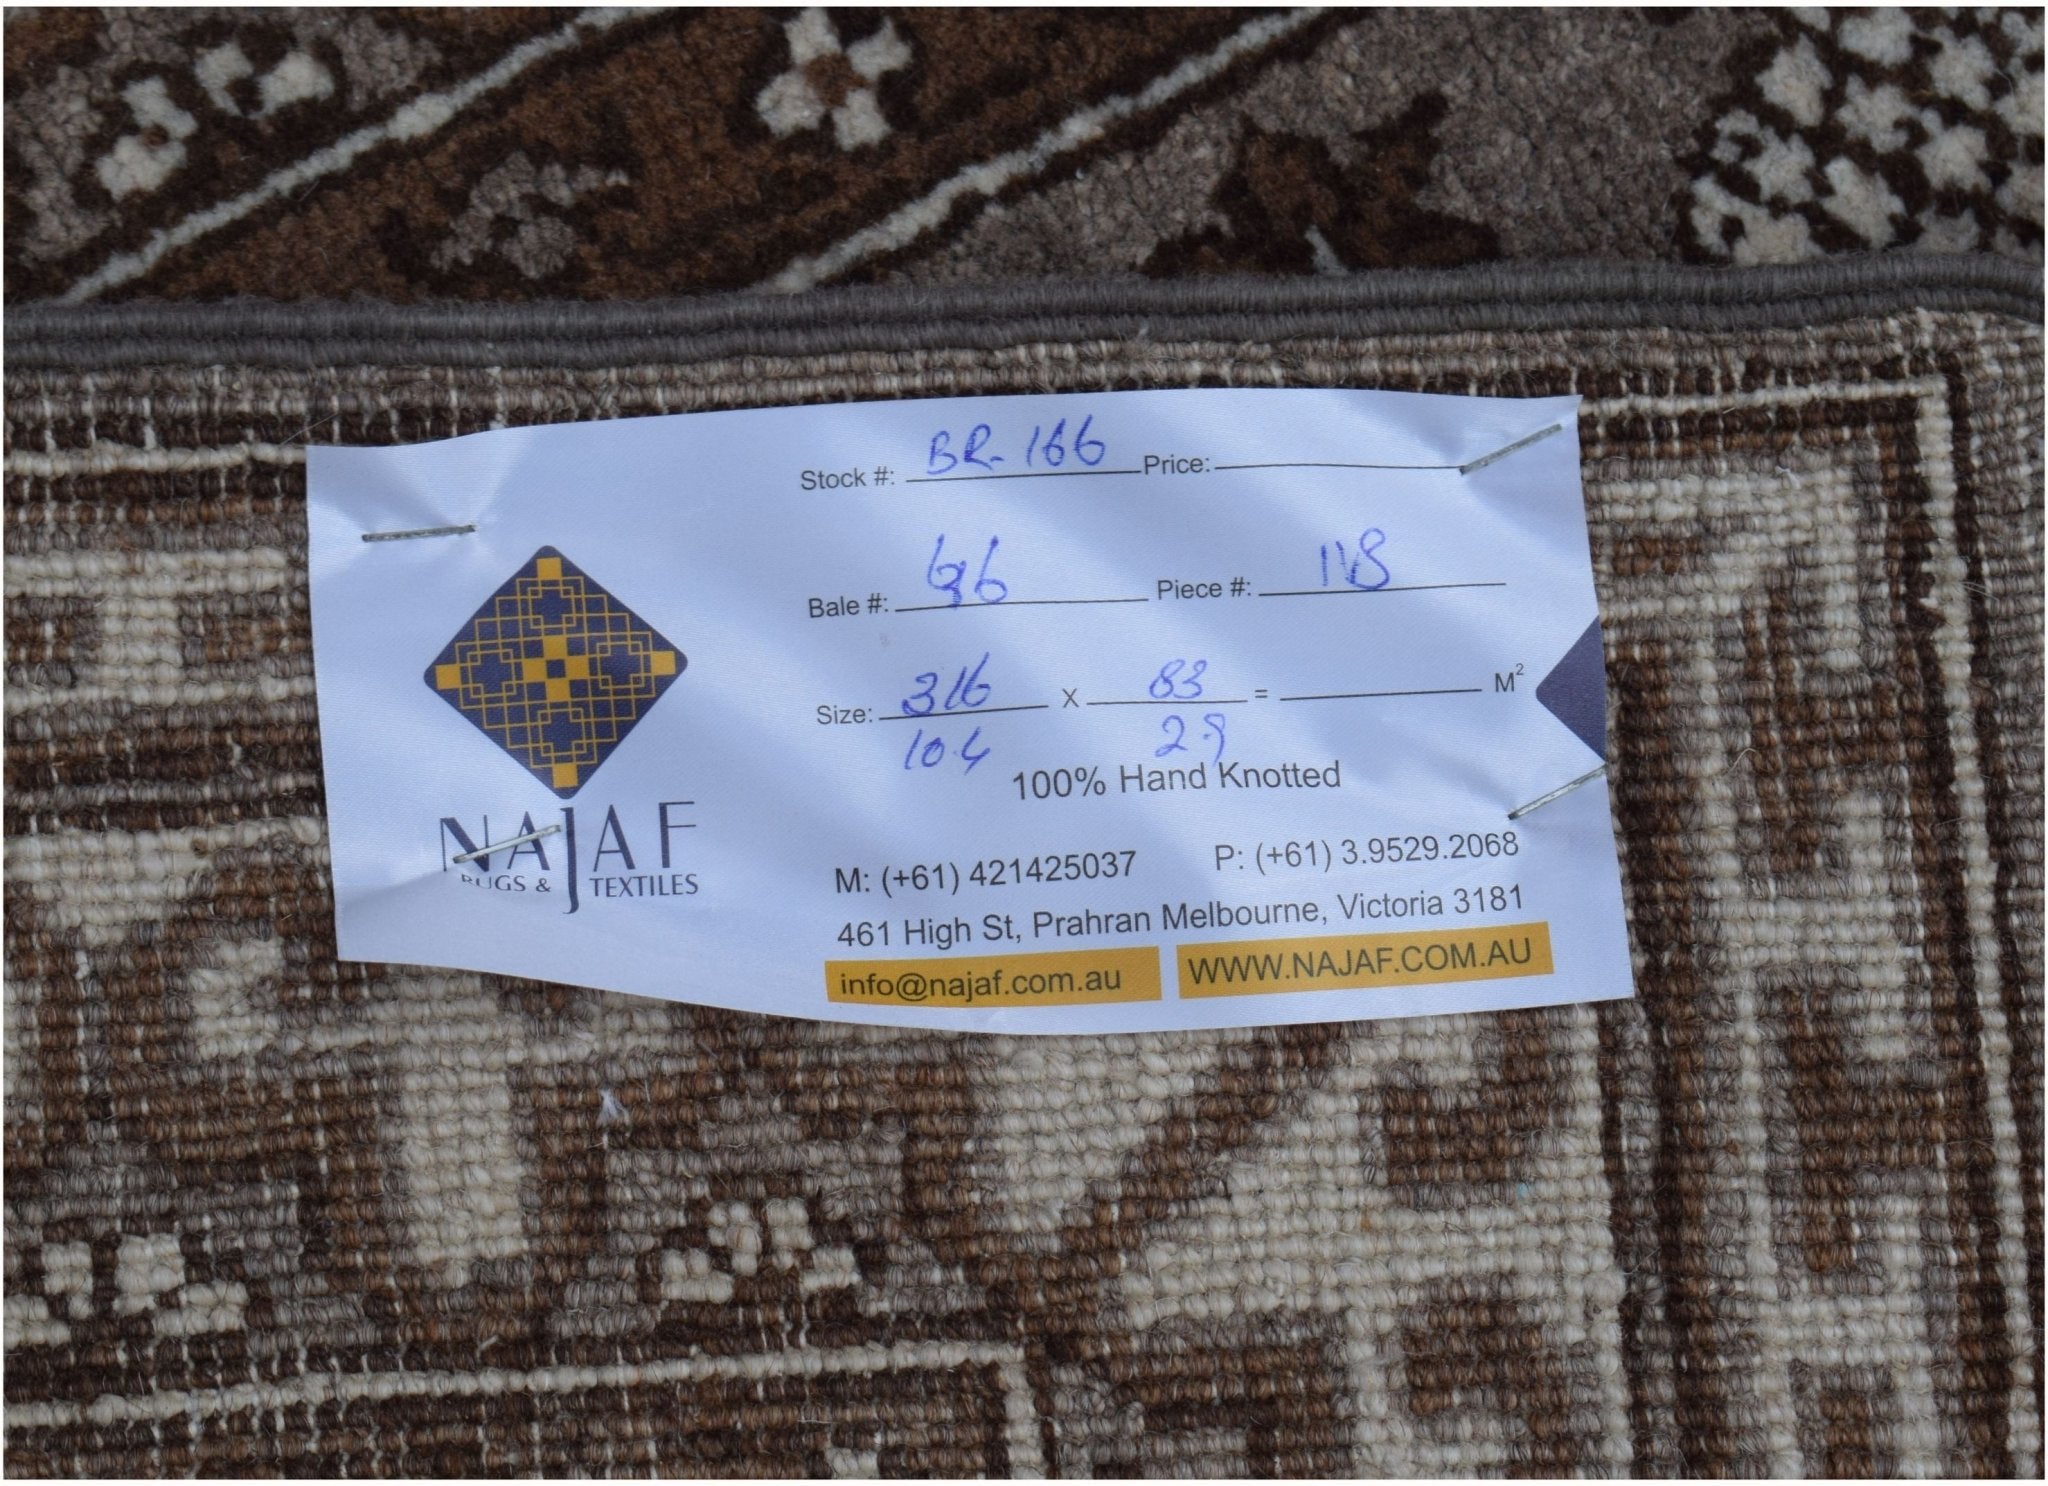 Stock #: BR-166 Price:
Bale #: Piece #:
Size: 316 X 83 = M²
10.4 2.9
100% Hand Knotted
NAJAF
RUGS & TEXTILES
M: (+61) 421425037 P: (+61) 3.9529.2068
461 High St, Prahran Melbourne, Victoria 3181
info@najaf.com.au WWW.NAJAF.COM.AU